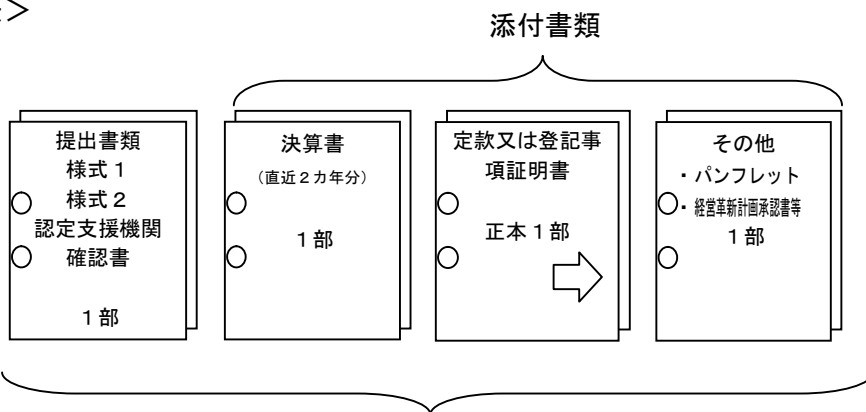 ＞
添付書類
提出書類
様式１
様式２
認定支援機関
確認書
１部
決算書
（直近２カ年分）
１部
定款又は登記事
項証明書
正本１部
その他
・パンフレット
・経営革新計画承認書等
１部